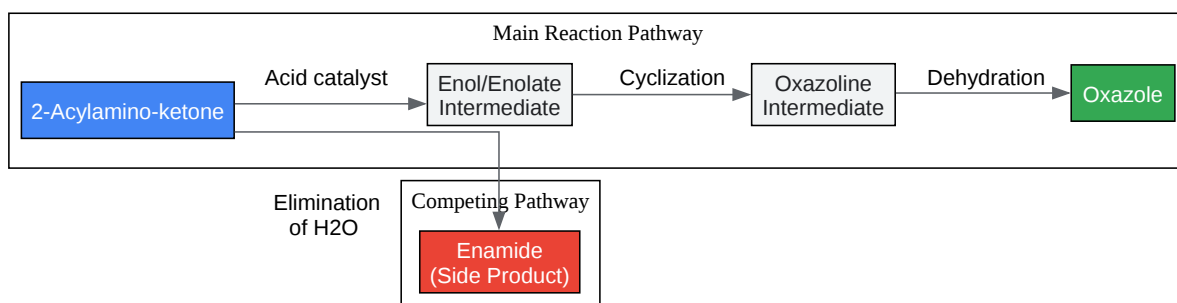 Main Reaction Pathway
2-Acylamino-ketone
Acid catalyst
Enol/Enolate
Intermediate
Cyclization
Oxazoline
Intermediate
Dehydration
Oxazole
Elimination
of H2O
Competing Pathway
Enamide
(Side Product)